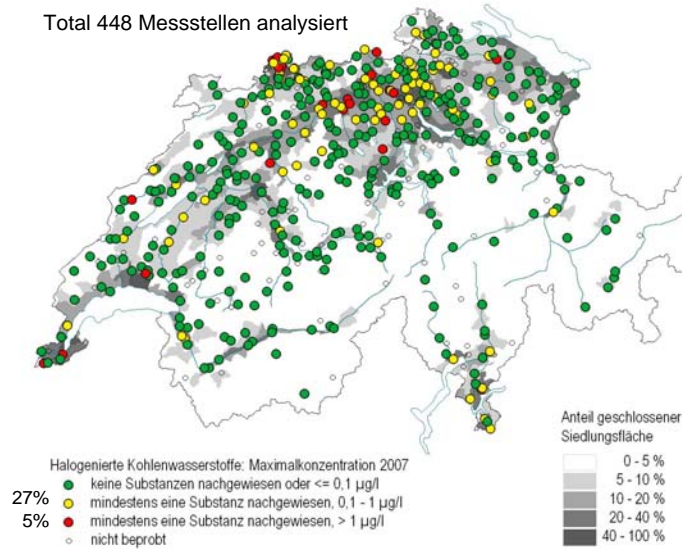 Total 448 Messstellen analysiert
Anteil geschlossener
Siedlungsfläche
0 - 5 %
5 - 10 %
10 - 20 %
20 - 40 %
40 - 100 %
Halogenierte Kohlenwasserstoffe: Maximalkonzentration 2007
keine Substanzen nachgewiesen oder <= 0,1 µg/l
27% mindestens eine Substanz nachgewiesen, 0,1 - 1 µg/l
5% mindestens eine Substanz nachgewiesen, > 1 µg/l
nicht beprobt